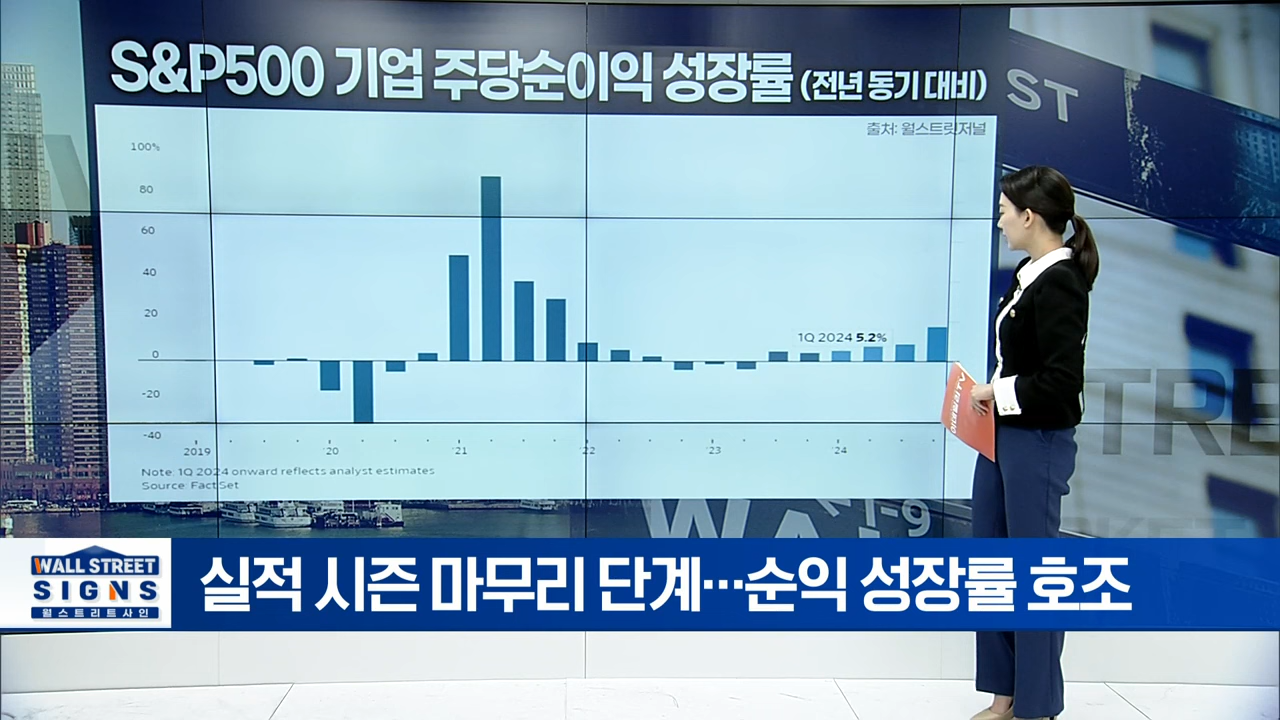 S&P500 기업 주당순이익 성장률 (전년 동기 대비)
ST
출처: 월스트릿저널
100%
80
60
40
20
0
-20
-40
1Q 2024 5.2%
2019
'20
'21
'22
'23
'24
Note: 1Q 2024 onward reflects analyst estimates
Source: FactSet
WALL STREET
SIGNS
월스트리트사인
실적 시즌 마무리 단계…순익 성장률 호조